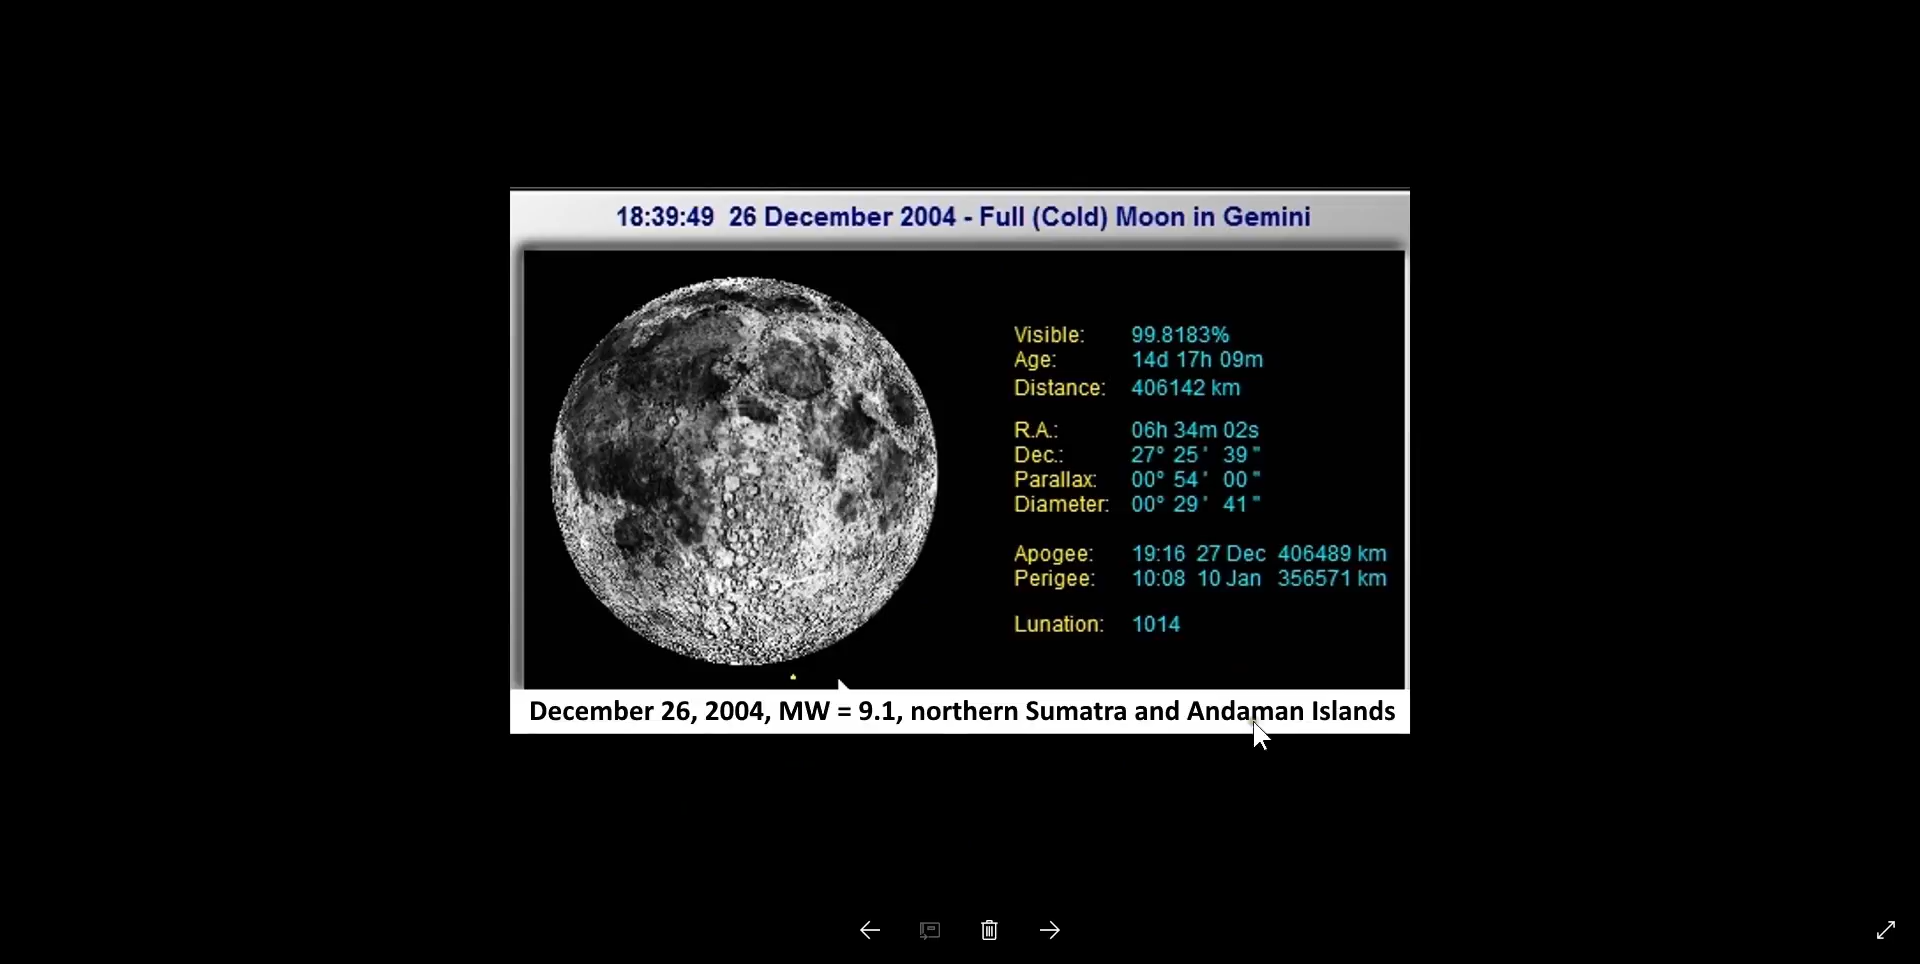 18:39:49 26 December 2004 - Full (Cold) Moon in Gemini
Visible: 99.8183%
Age: 14d 17h 09m
Distance: 406142 km
R.A.: 06h 34m 02s
Dec.: 27° 25' 39"
Parallax: 00° 54' 00"
Diameter: 00° 29' 41"
Apogee: 19:16 27 Dec 406489 km
Perigee: 10:08 10 Jan 356571 km
Lunation: 1014
December 26, 2004, MW = 9.1, northern Sumatra and Andaman Islands